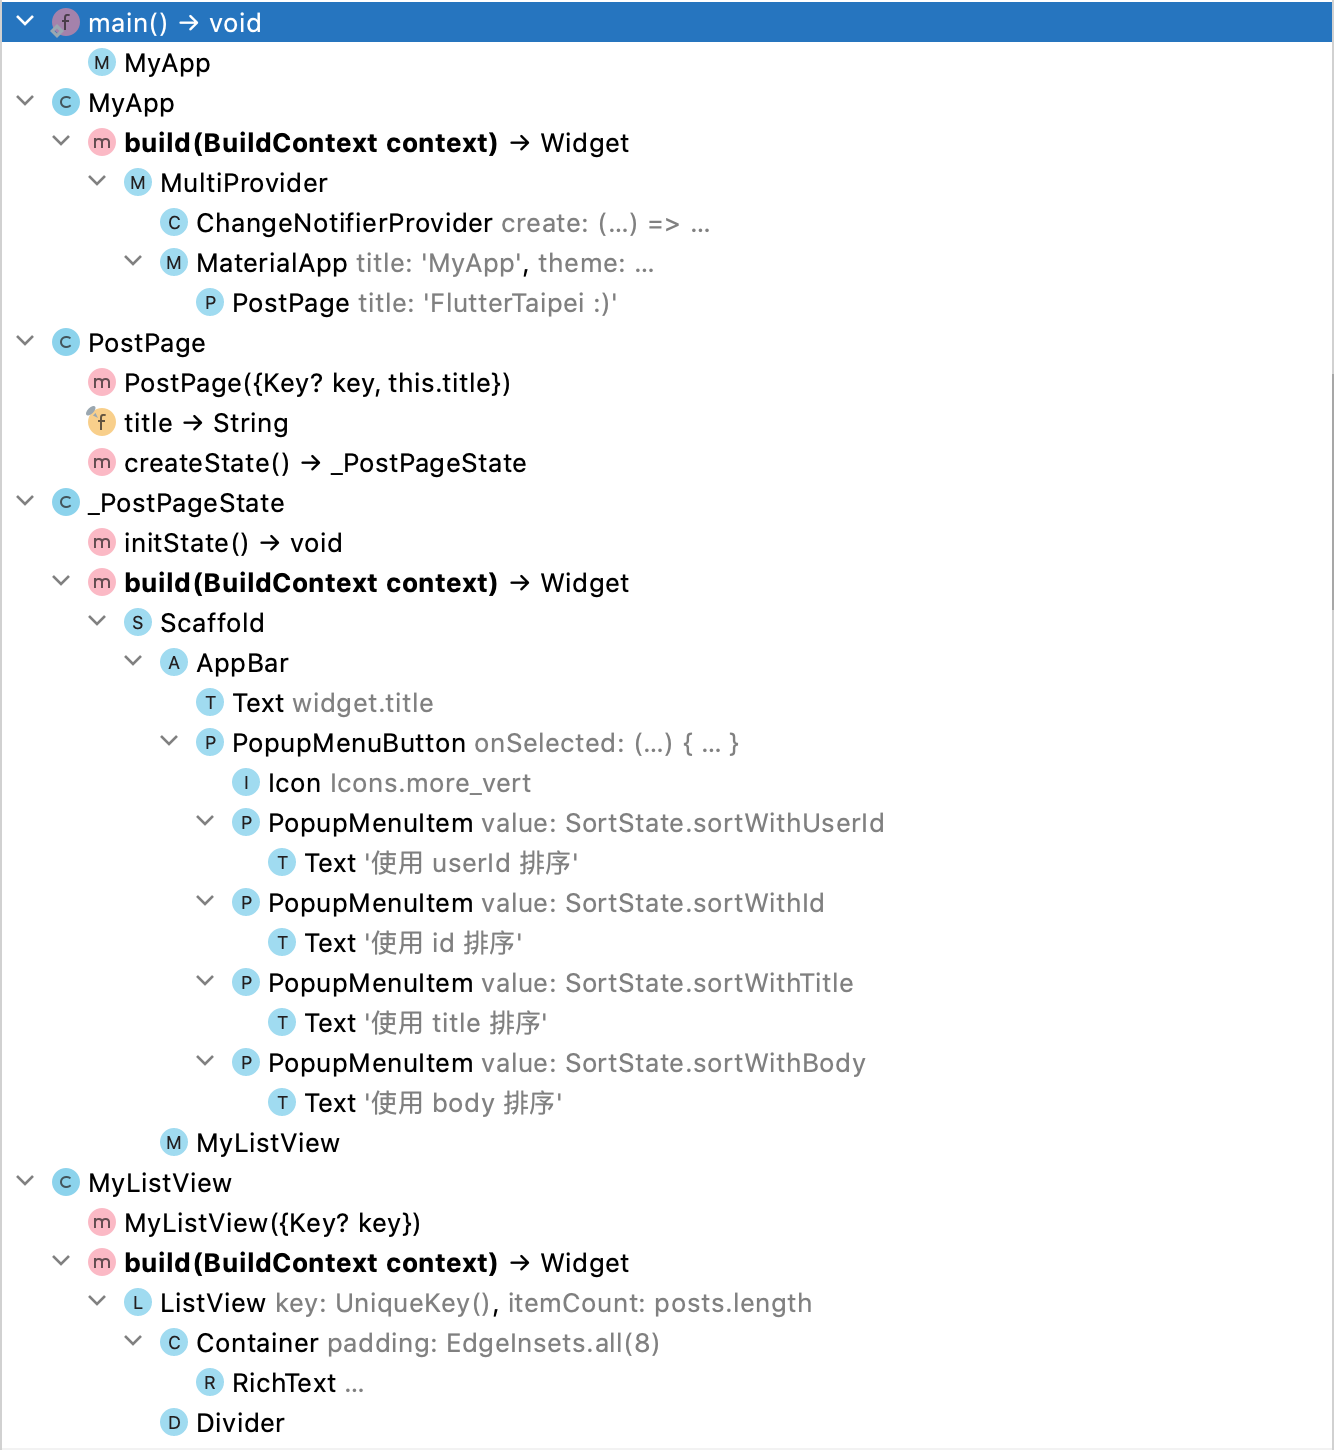 f main() → void
M MyApp
C MyApp
m build(BuildContext context) → Widget
M MultiProvider
C ChangeNotifierProvider create: (...) => ...
M MaterialApp title: 'MyApp', theme: ...
P PostPage title: 'FlutterTaipei :)'
C PostPage
m PostPage({Key? key, this.title})
f title → String
m createState() → _PostPageState
C _PostPageState
m initState() → void
m build(BuildContext context) → Widget
S Scaffold
A AppBar
T Text widget.title
P PopupMenuButton onSelected: (...) { ... }
I Icon Icons.more_vert
P PopupMenuItem value: SortState.sortWithUserId
T Text '使用 userId 排序'
P PopupMenuItem value: SortState.sortWithId
T Text '使用 id 排序'
P PopupMenuItem value: SortState.sortWithTitle
T Text '使用 title 排序'
P PopupMenuItem value: SortState.sortWithBody
T Text '使用 body 排序'
M MyListView
C MyListView
m MyListView({Key? key})
m build(BuildContext context) → Widget
L ListView key: UniqueKey(), itemCount: posts.length
C Container padding: EdgeInsets.all(8)
R RichText ...
D Divider